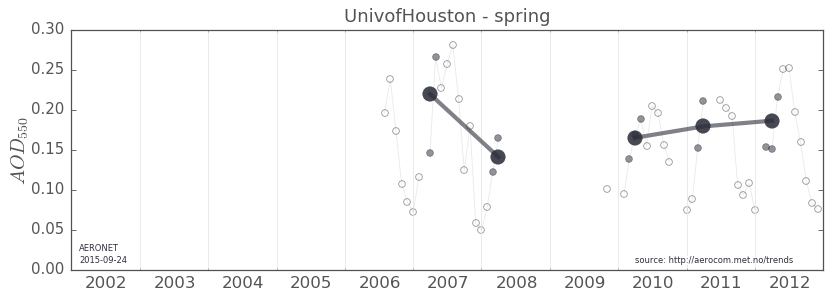 UnivofHouston - spring
0.30
0.25
0.20
0.15
0.10
0.05
0.00
AOD550
AERONET
2015-09-24
source: http://aerocom.met.no/trends
2002 2003 2004 2005 2006 2007 2008 2009 2010 2011 2012